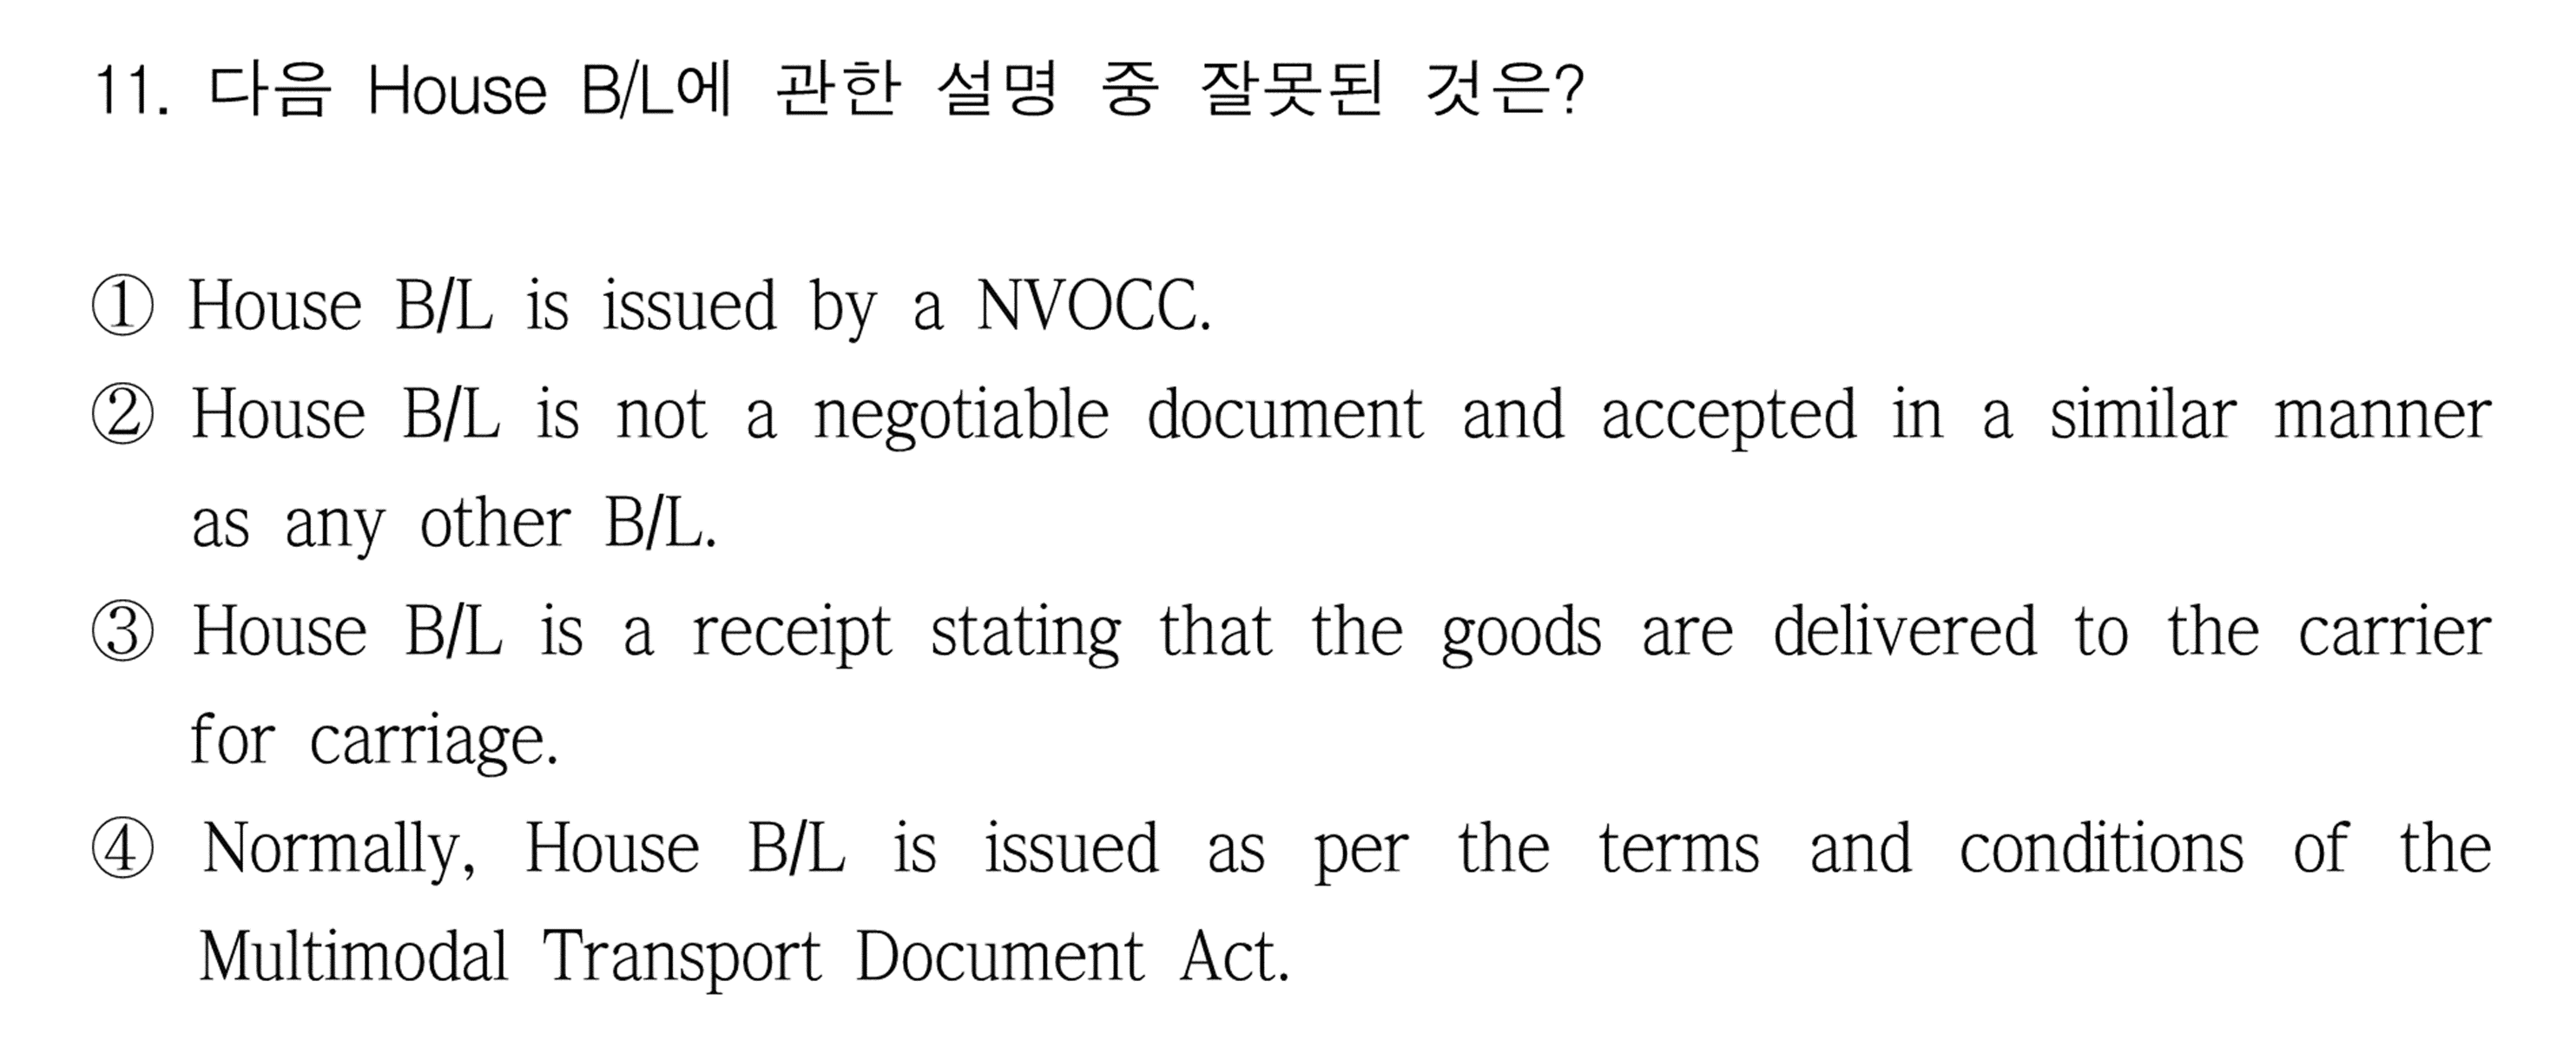 11. 다음 House B/L에 관한 설명 중 잘못된 것은?
① House B/L is issued by a NVOCC.
② House B/L is not a negotiable document and accepted in a similar manner
as any other B/L.
③ House B/L is a receipt stating that the goods are delivered to the carrier
for carriage.
④ Normally, House B/L is issued as per the terms and conditions of the
Multimodal Transport Document Act.